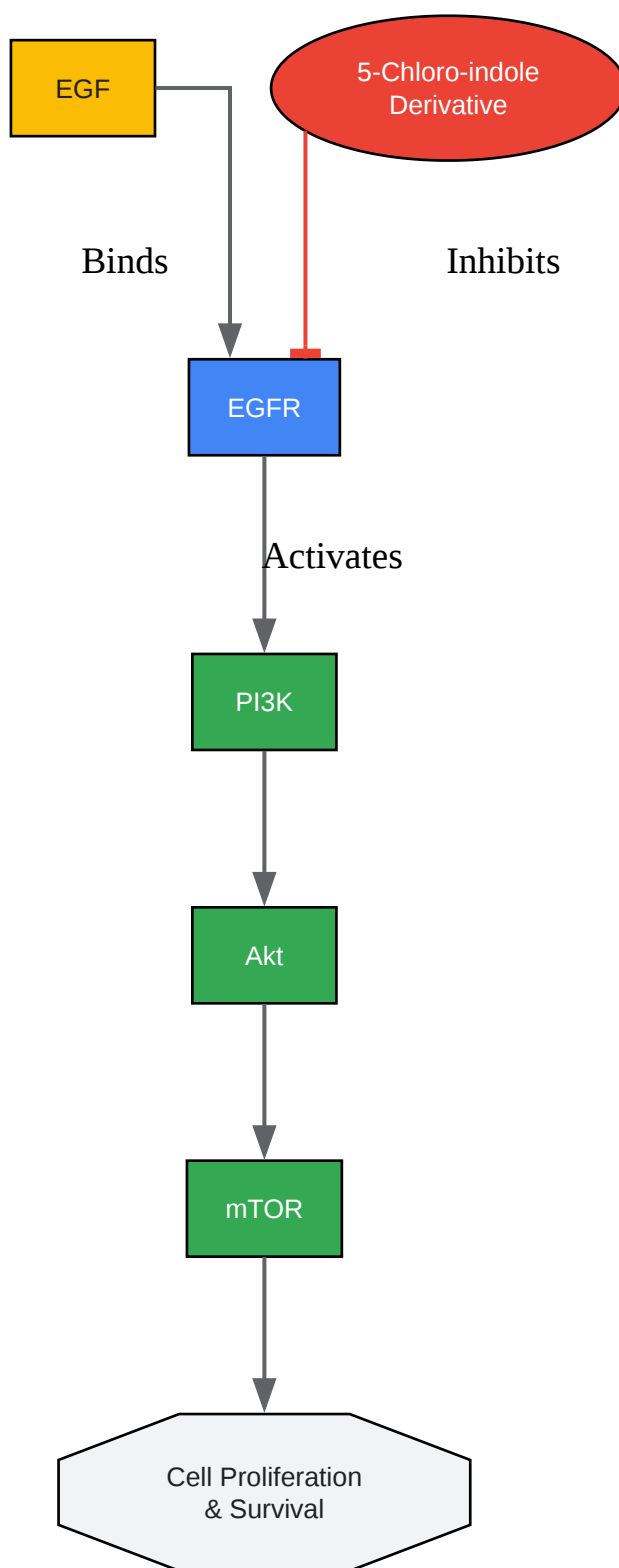 EGF
5-Chloro-indole
Derivative
Binds
Inhibits
EGFR
Activates
PI3K
Akt
mTOR
Cell Proliferation
& Survival